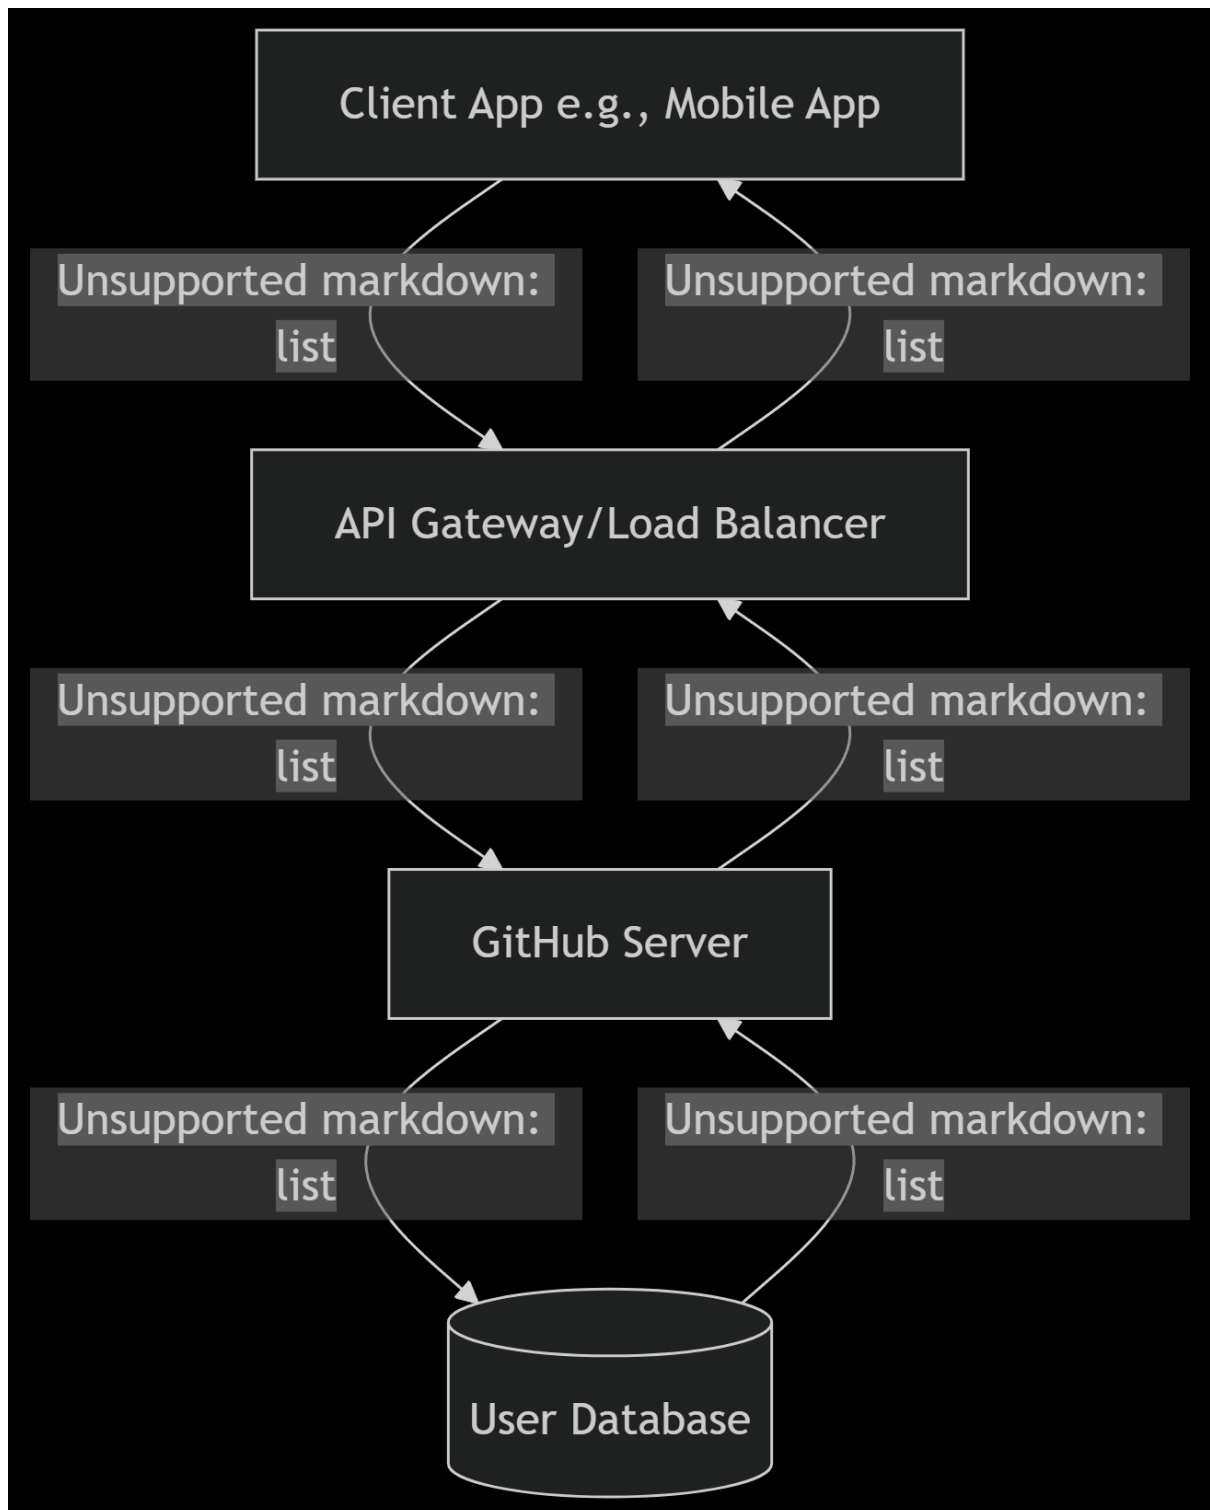 Client App e.g., Mobile App
Unsupported markdown:
list
Unsupported markdown:
list
API Gateway/Load Balancer
Unsupported markdown:
list
Unsupported markdown:
list
GitHub Server
Unsupported markdown:
list
Unsupported markdown:
list
User Database